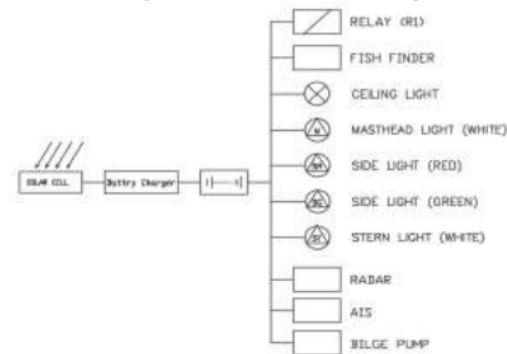 RELAY (R1)
FISH FINDER
CEILING LIGHT
M
MASTHEAD LIGHT (WHITE)
SIDE LIGHT (RED)
SIDE LIGHT (GREEN)
STERN LIGHT (WHITE)
SOLAR CELL
Battry Charger
RADAR
AIS
BILGE PUMP